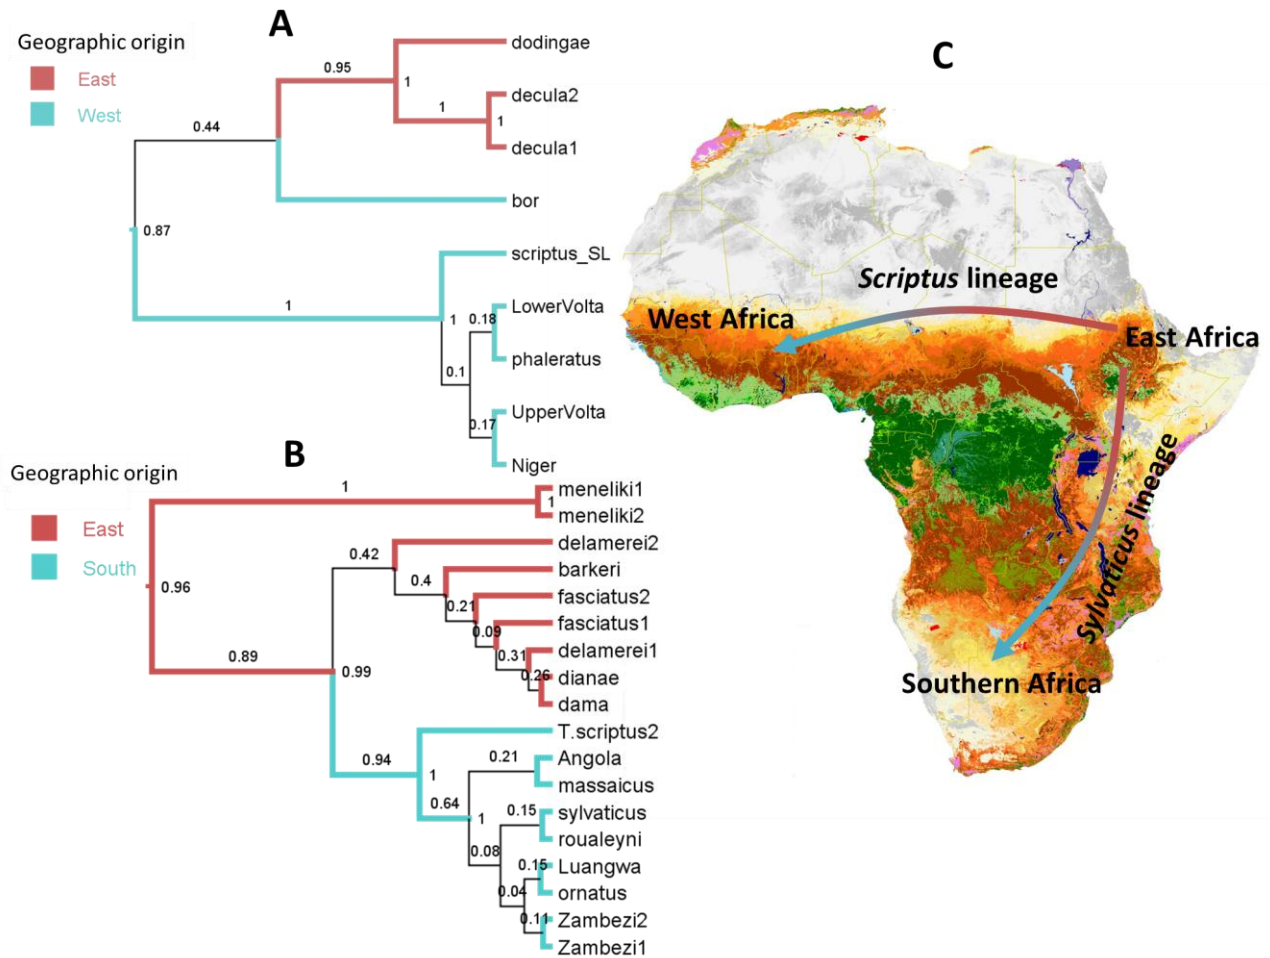 A
Geographic origin
East
West
0.44
0.87
0.95
1
1
1
1
1
0.18
0.1
0.17
dodingae
decula2
decula1
bor
scriptus_SL
LowerVolta
phaleratus
UpperVolta
Niger
B
Geographic origin
East
South
1
1
0.96
0.89
0.99
0.42
0.4
0.21
0.09
0.31
0.26
0.94
1
0.64
1
0.21
0.15
0.08
0.15
0.04
0.11
meneliki1
meneliki2
delamerei2
barkeri
fasciatus2
fasciatus1
delamerei1
dianae
dama
T.scriptus2
Angola
massaicus
sylvaticus
roualeyni
Luangwa
ornatus
Zambezi2
Zambezi1
C
Scriptus lineage
West Africa
East Africa
Sylvaticus lineage
Southern Africa